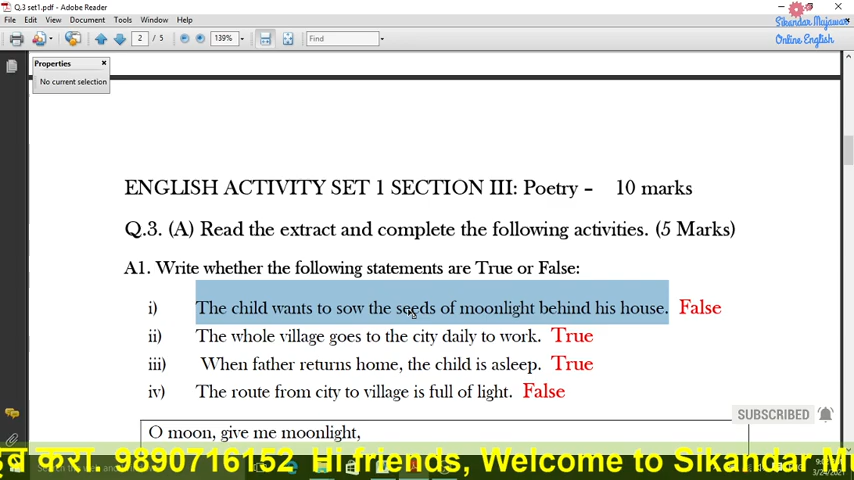 Q.3 set1.pdf - Adobe Reader
File Edit View Document Tools Window Help
2 / 5 139% Find
Sikandar Mujawar
Online English
Properties
No current selection
ENGLISH ACTIVITY SET 1 SECTION III: Poetry – 10 marks
Q.3. (A) Read the extract and complete the following activities. (5 Marks)
A1. Write whether the following statements are True or False:
i) The child wants to sow the seeds of moonlight behind his house. False
ii) The whole village goes to the city daily to work. True
iii) When father returns home, the child is asleep. True
iv) The route from city to village is full of light. False
SUBSCRIBED
O moon, give me moonlight,
करा. 9890716152 Hi friends, Welcome to Sikandar Mu